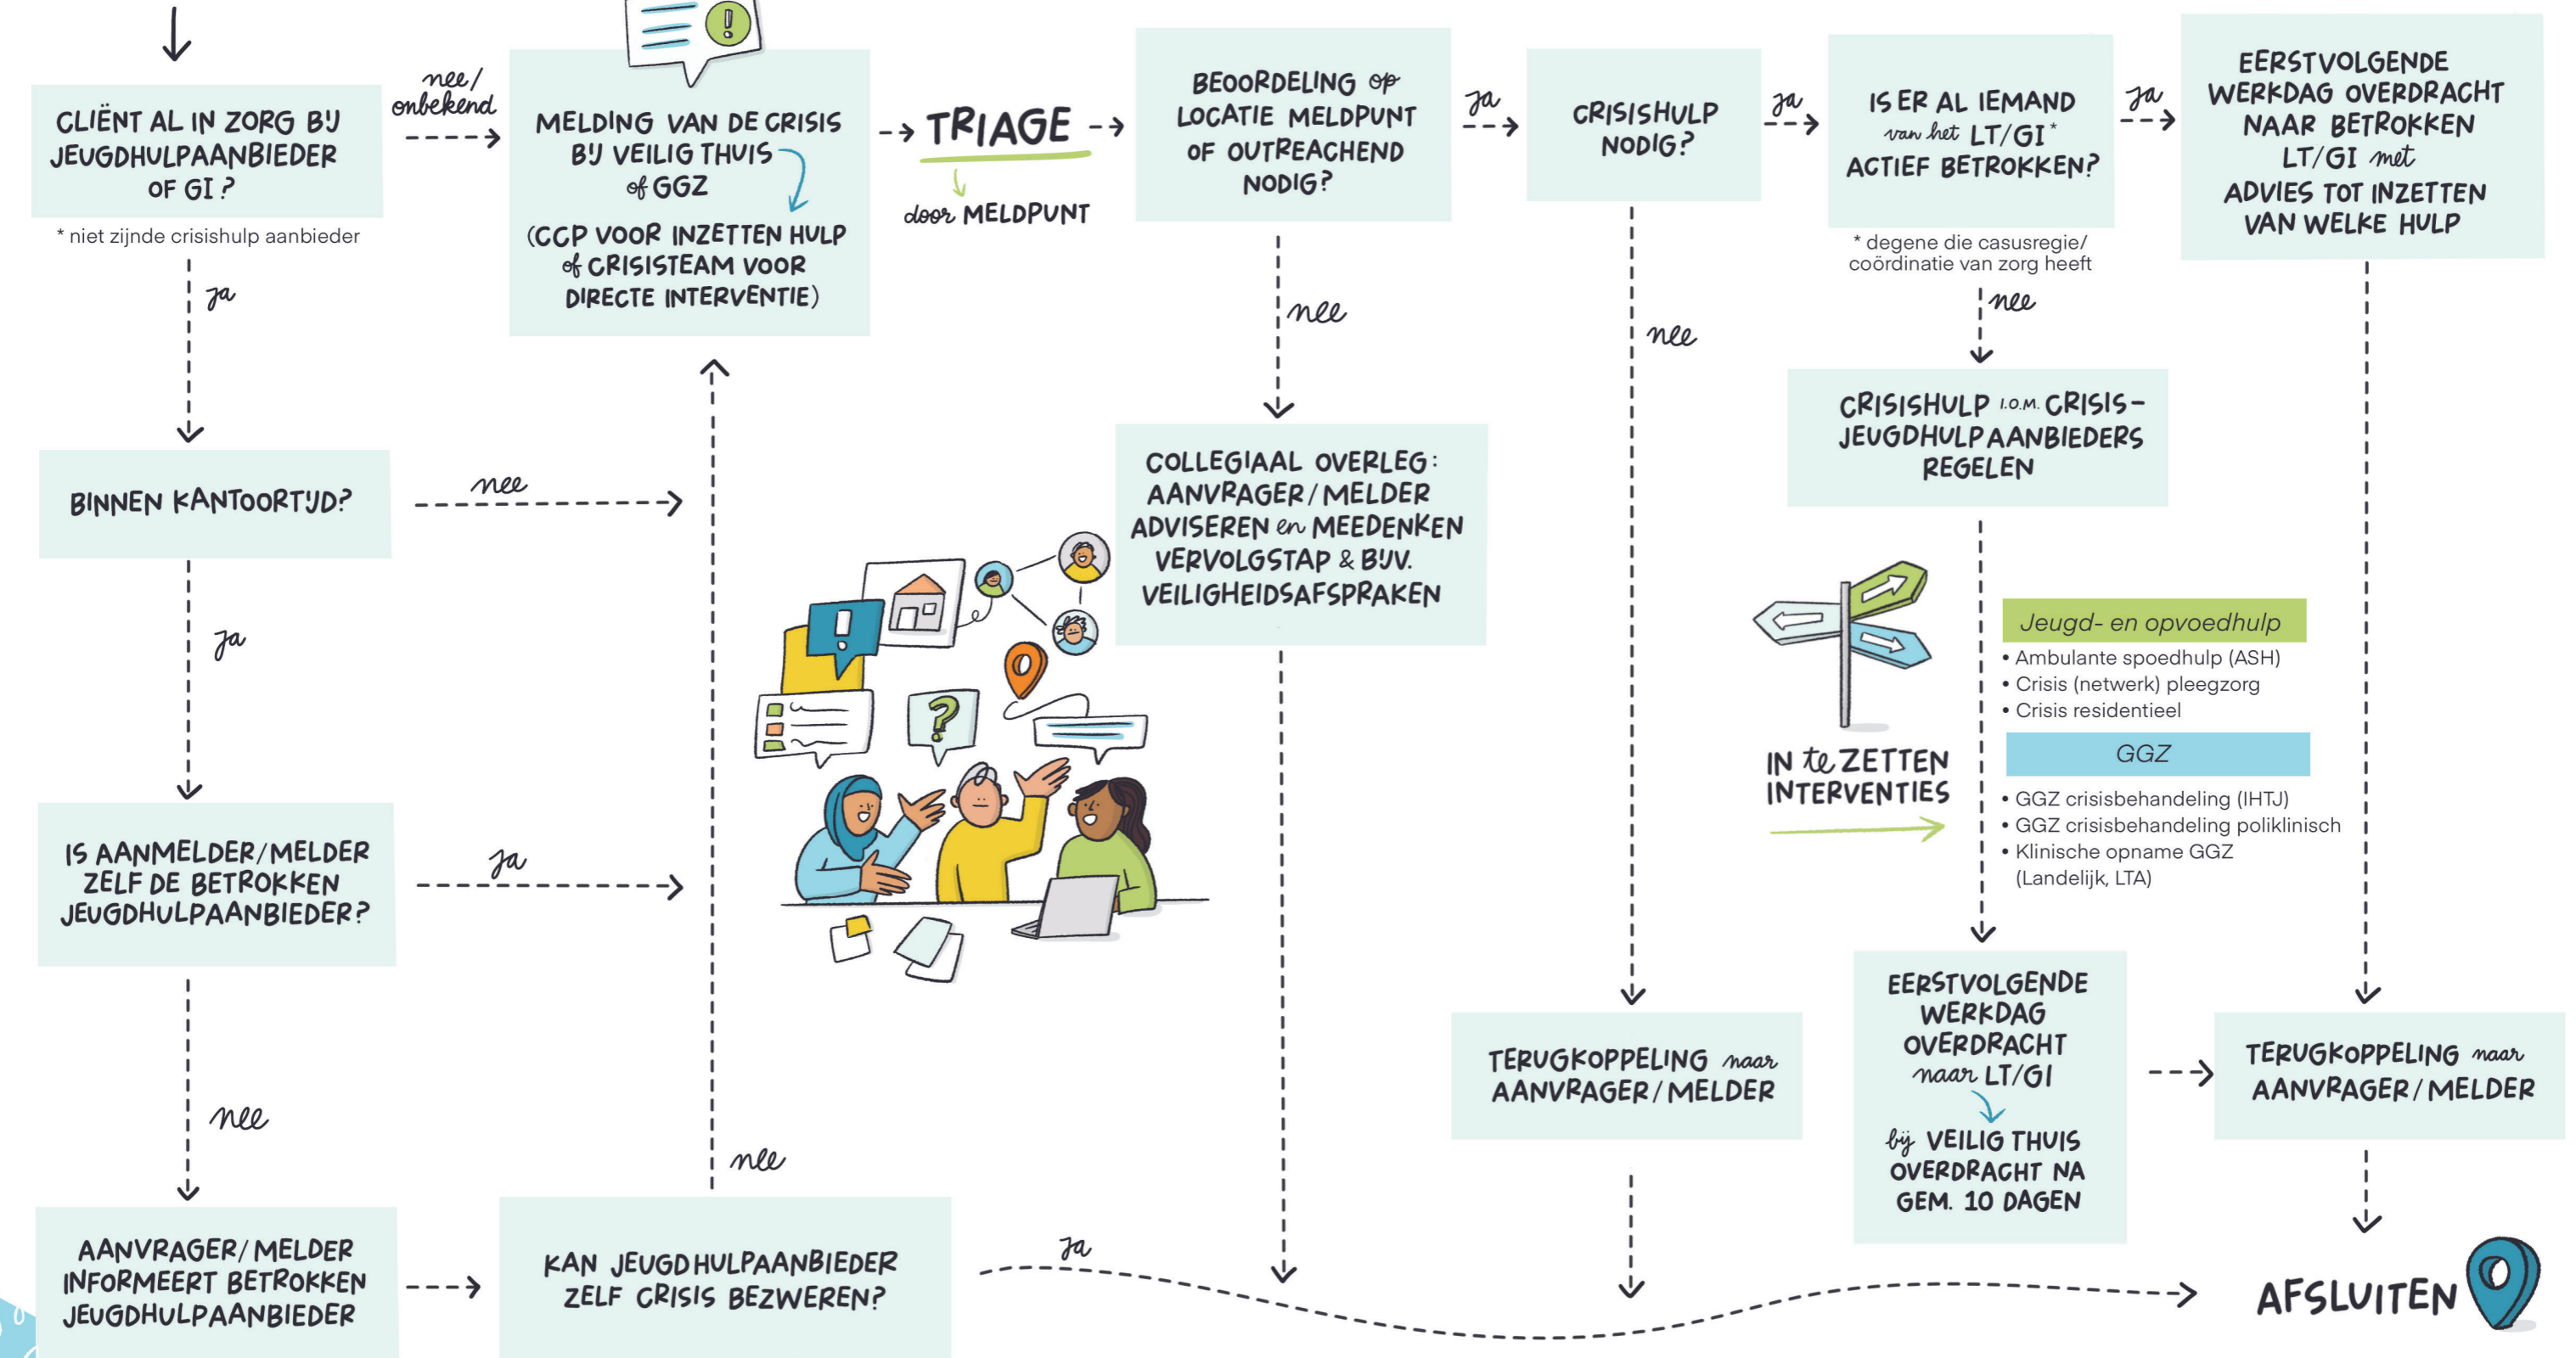 CLIËNT AL IN ZORG BIJ
JEUGDHULPAANBIEDER
OF GI?
* niet zijnde crisishulp aanbieder
nee/
onbekend
ja
MELDING VAN DE CRISIS
BIJ VEILIG THUIS
of GGZ
(CCP VOOR INZETTEN HULP
of CRISISTEAM VOOR
DIRECTE INTERVENTIE)
TRIAGE
door MELDPUNT
BEOORDELING op
LOCATIE MELDPUNT
OF OUTREACHEND
NODIG?
ja
nee
CRISISHULP
NODIG?
ja
nee
IS ER AL IEMAND
van het LT/GI*
ACTIEF BETROKKEN?
* degene die casusregie/
coördinatie van zorg heeft
ja
nee
EERSTVOLGENDE
WERKDAG OVERDRACHT
NAAR BETROKKEN
LT/GI met
ADVIES TOT INZETTEN
VAN WELKE HULP
BINNEN KANTOORTIJD?
nee
ja
COLLEGIAAL OVERLEG:
AANVRAGER/MELDER
ADVISEREN en MEEDENKEN
VERVOLGSTAP & BIJV.
VEILIGHEIDSAFSPRAKEN
CRISISHULP I.O.M. CRISIS-
JEUGDHULPAANBIEDERS
REGELEN
IN te ZETTEN
INTERVENTIES
Jeugd- en opvoedhulp
• Ambulante spoedhulp (ASH)
• Crisis (netwerk) pleegzorg
• Crisis residentieel
GGZ
• GGZ crisisbehandeling (IHTJ)
• GGZ crisisbehandeling poliklinisch
• Klinische opname GGZ
(Landelijk, LTA)
IS AANMELDER/MELDER
ZELF DE BETROKKEN
JEUGDHULPAANBIEDER?
ja
nee
TERUGKOPPELING naar
AANVRAGER/MELDER
EERSTVOLGENDE
WERKDAG
OVERDRACHT
naar LT/GI
bij VEILIG THUIS
OVERDRACHT NA
GEM. 10 DAGEN
TERUGKOPPELING naar
AANVRAGER/MELDER
AANVRAGER/MELDER
INFORMEERT BETROKKEN
JEUGDHULPAANBIEDER
KAN JEUGDHULPAANBIEDER
ZELF CRISIS BEZWEREN?
nee
ja
AFSLUITEN